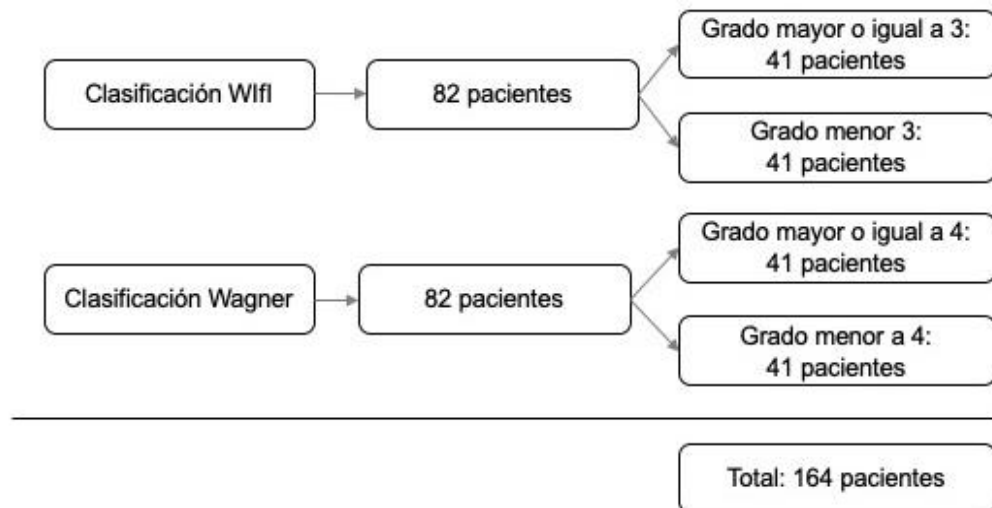 Clasificación WIfI
82 pacientes
Grado mayor o igual a 3:
41 pacientes
Grado menor 3:
41 pacientes
Clasificación Wagner
82 pacientes
Grado mayor o igual a 4:
41 pacientes
Grado menor a 4:
41 pacientes
Total: 164 pacientes